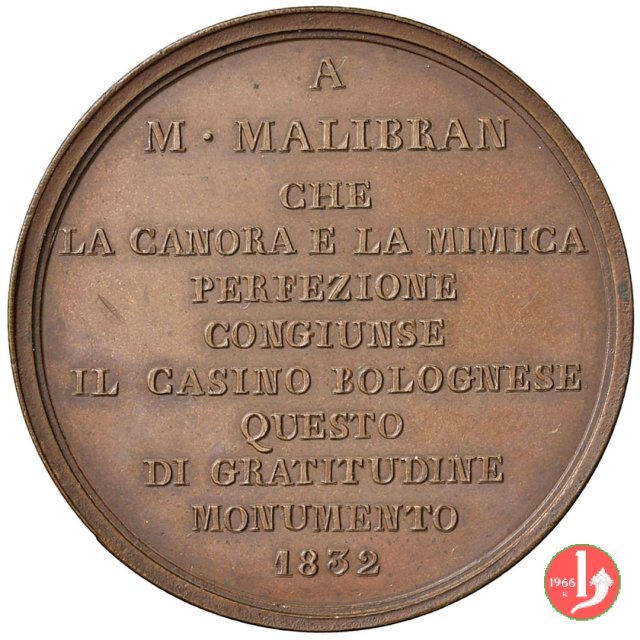 A
M · MALIBRAN
CHE
LA CANORA E LA MIMICA
PERFEZIONE
CONGIUNSE
IL CASINO BOLOGNESE
QUESTO
DI GRATITUDINE
MONUMENTO
1832
1966